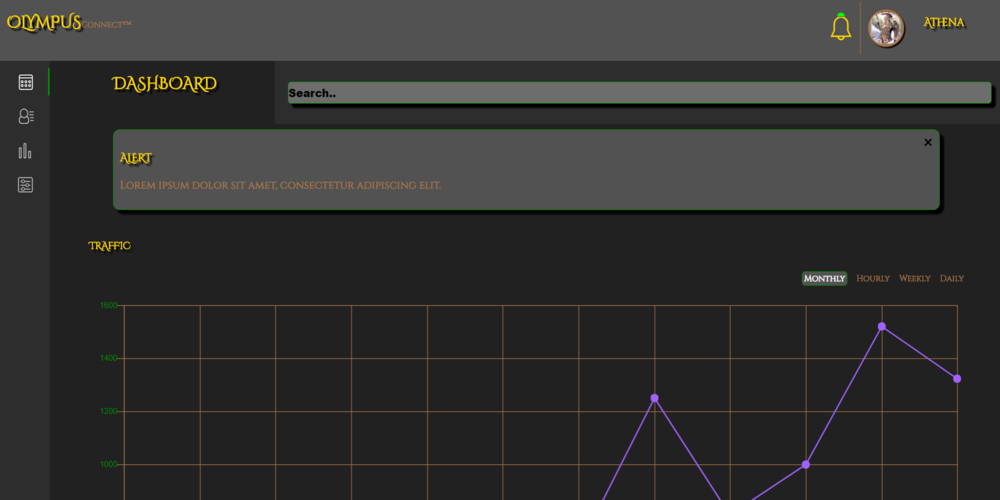 OLYMPUS Connect™
Athena
DASHBOARD
Search..
Alert
×
Lorem ipsum dolor sit amet, consectetur adipiscing elit.
Traffic
Monthly Hourly Weekly Daily
1600
1400
1200
1000